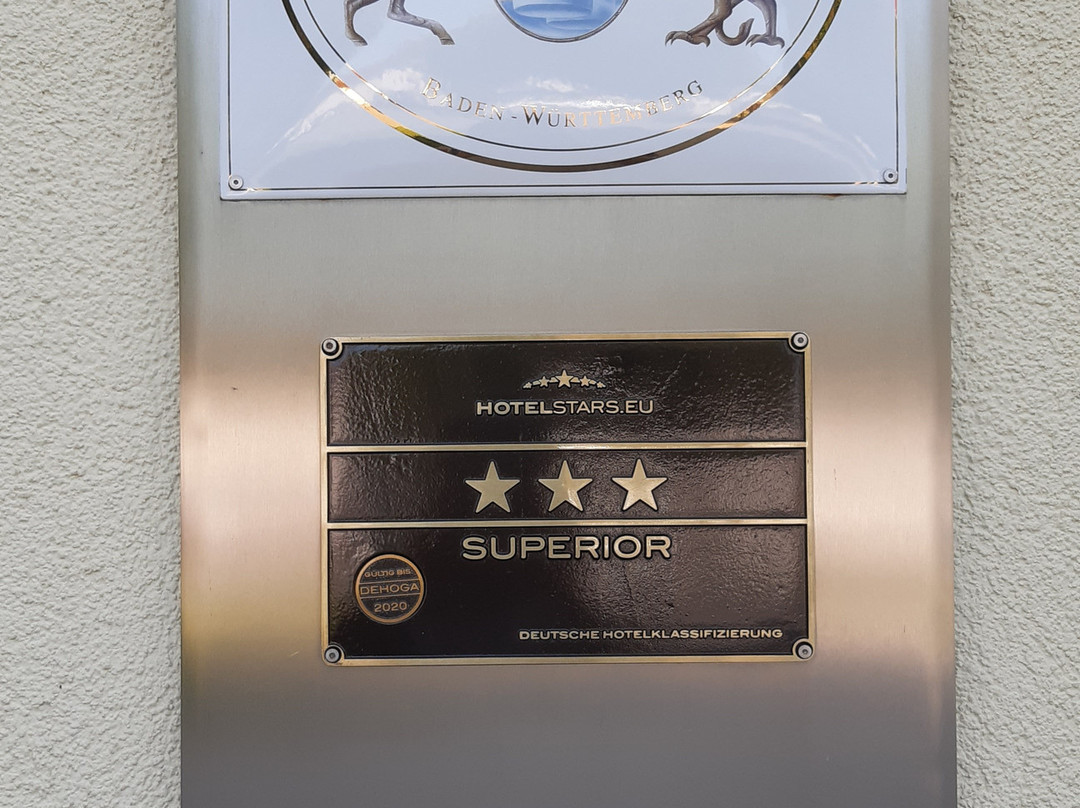 BADEN-WÜRTTEMBERG
HOTELSTARS.EU
SUPERIOR
GÜLTIG BIS:
DEHOGA
2020
DEUTSCHE HOTELKLASSIFIZIERUNG